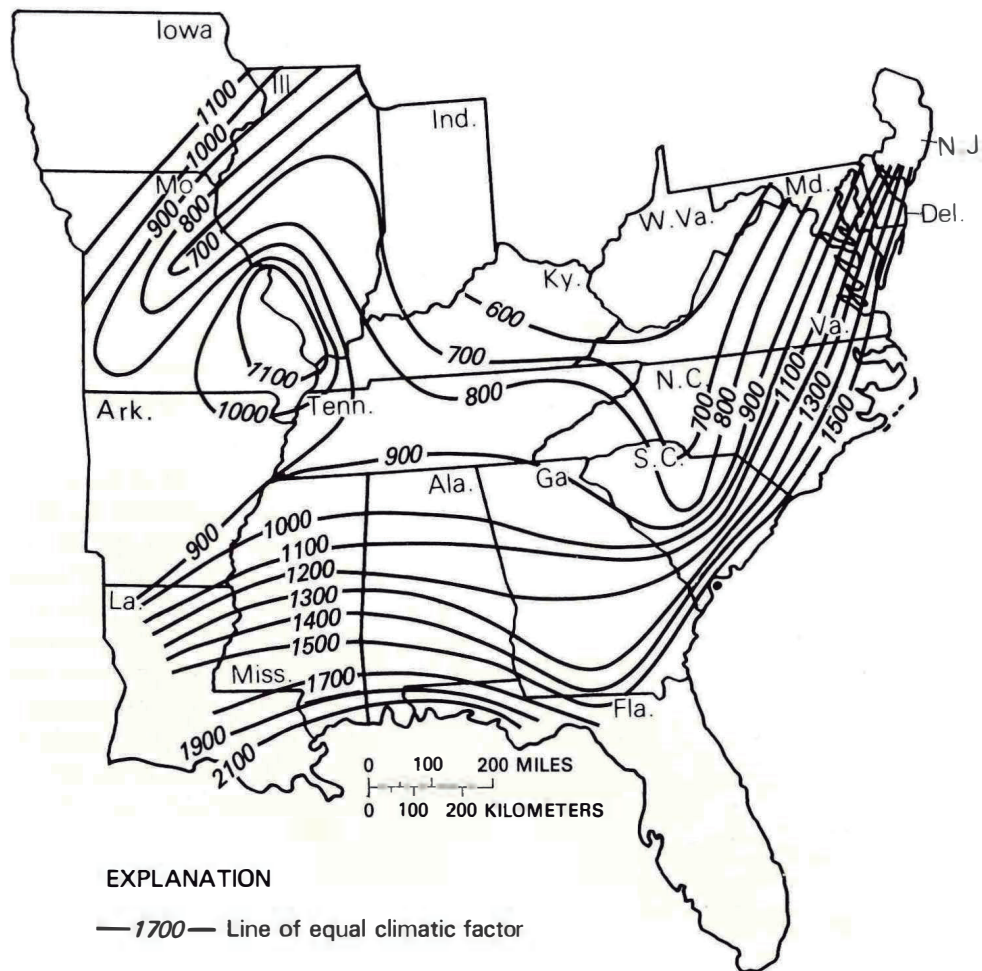 Iowa
Ill
1100
1000
Ind.
N.J
Mo
Md.
Del.
900
800
700
W.Va.
Ky.
600
Va.
1100
700
N.C.
700
800
900
1100
1300
1500
Ark.
1000
Tenn.
800
900
S.C.
Ala.
Ga
900
1000
1100
1200
La.
1300
1400
1500
Miss.
1700
Fla.
1900
2100
0 100 200 MILES
0 100 200 KILOMETERS
EXPLANATION
1700 Line of equal climatic factor